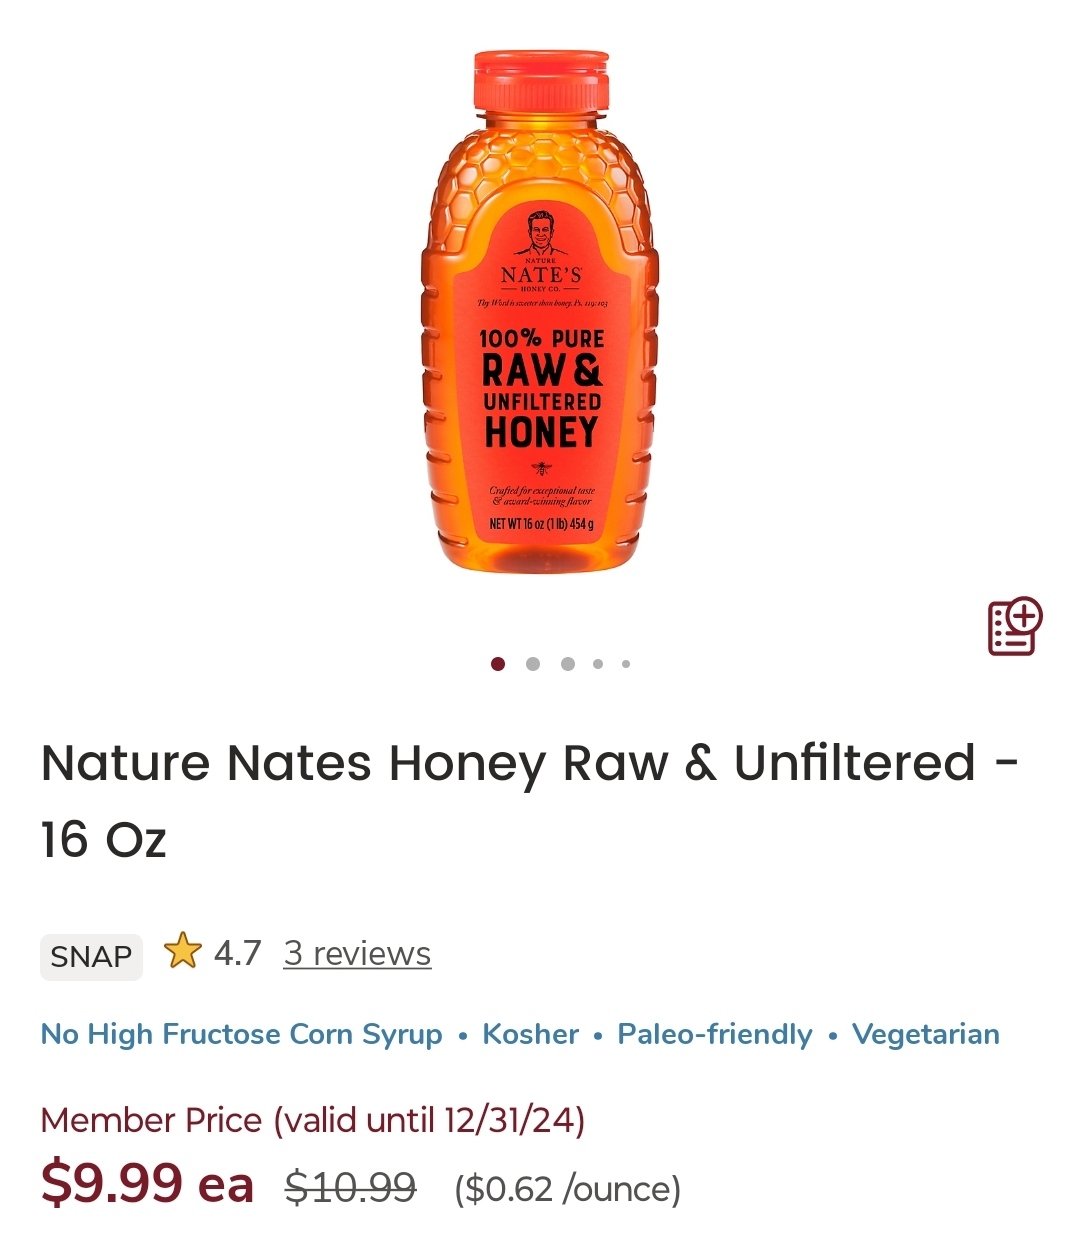 NATURE
NATE'S
HONEY CO.
Thy Word is sweeter than honey. Ps. 119:103
100% PURE
RAW &
UNFILTERED
HONEY
Crafted for exceptional taste
& award-winning flavor
NET WT 16 oz (1 lb) 454 g
Nature Nates Honey Raw & Unfiltered -
16 Oz
SNAP 4.7 3 reviews
No High Fructose Corn Syrup • Kosher • Paleo-friendly • Vegetarian
Member Price (valid until 12/31/24)
$9.99 ea $10.99 ($0.62 /ounce)